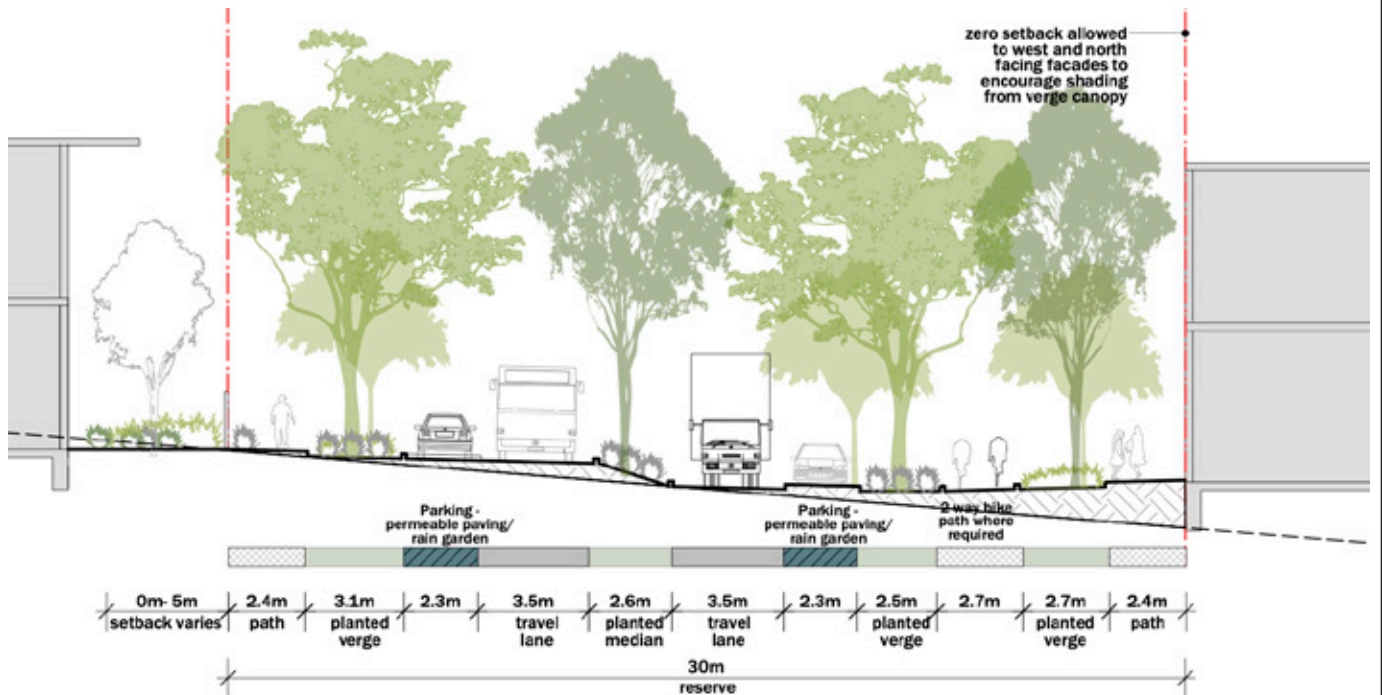 zero setback allowed
to west and north
facing facades to
encourage shading
from verge canopy
Parking -
permeable paving/
rain garden
Parking -
permeable paving/
rain garden
2 way bike
path where
required
0m- 5m
setback varies
2.4m
path
3.1m
planted
verge
2.3m
3.5m
travel
lane
2.6m
planted
median
3.5m
travel
lane
2.3m
2.5m
planted
verge
2.7m
2.7m
planted
verge
2.4m
path
30m
reserve